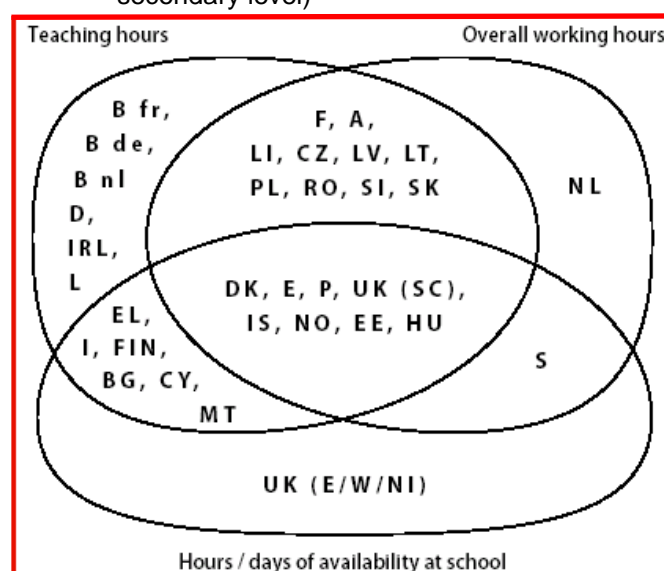 secondary level)
Teaching hours
Overall working hours
B fr,
B de,
B nl
D,
IRL,
L
F, A,
LI, CZ, LV, LT,
PL, RO, SI, SK
NL
DK, E, P, UK (SC),
IS, NO, EE, HU
EL,
I, FIN,
BG, CY,
MT
S
UK (E/W/NI)
Hours / days of availability at school